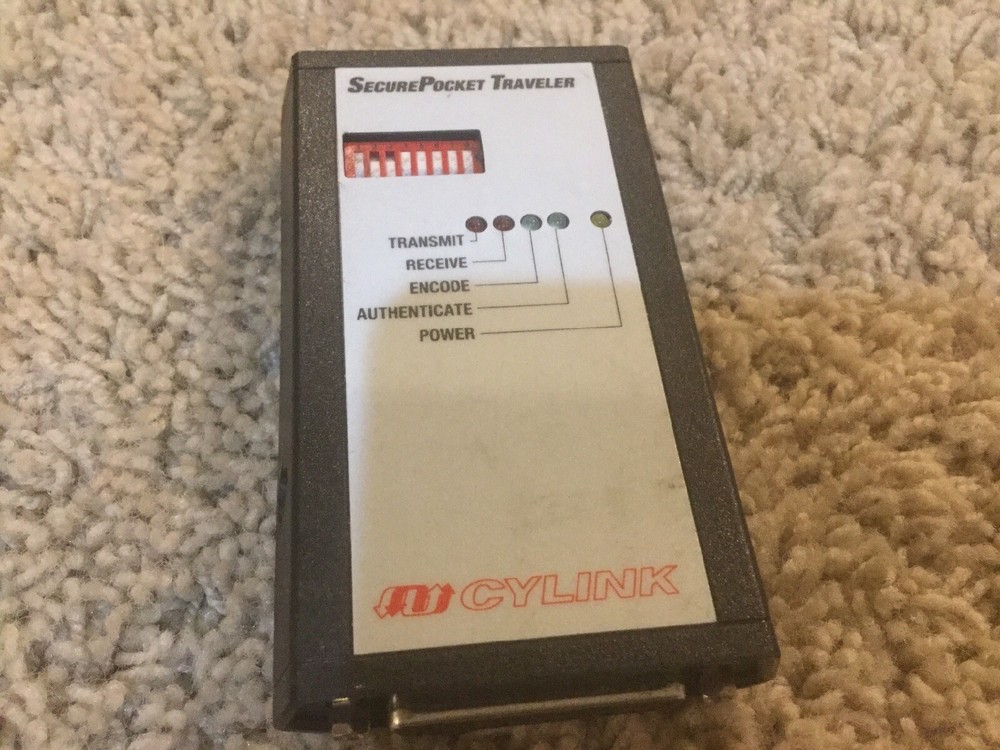 SECUREPOCKET TRAVELER
TRANSMIT
RECEIVE
ENCODE
AUTHENTICATE
POWER
CYLINK